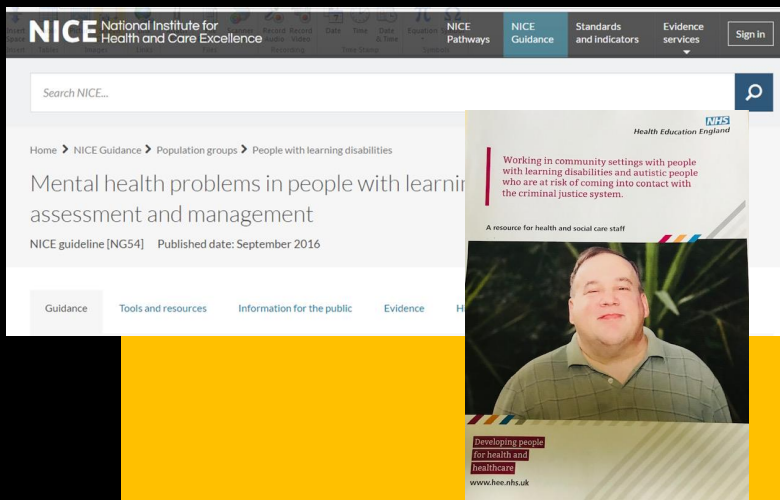 NICE National Institute for
Health and Care Excellence
NICE
Pathways
NICE
Guidance
Standards
and indicators
Evidence
services
Sign in
Search NICE...
Home > NICE Guidance > Population groups > People with learning disabilities
Mental health problems in people with learnin
assessment and management
NICE guideline [NG54] Published date: September 2016
Guidance
Tools and resources
Information for the public
Evidence
H
NHS
Health Education England
Working in community settings with people
with learning disabilities and autistic people
who are at risk of coming into contact with
the criminal justice system.
A resource for health and social care staff
Developing people
for health and
healthcare
www.hee.nhs.uk